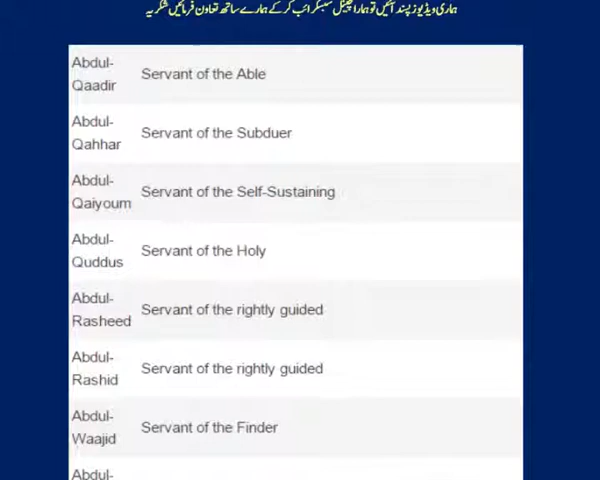 ہماری ویڈیوز پسند آئیں تو ہمارا چینل سبسکرائب کر کے ہمارے ساتھ تعاون فرمائیں شکریہ
Abdul-
Qaadir
Servant of the Able
Abdul-
Qahhar
Servant of the Subduer
Abdul-
Qaiyoum
Servant of the Self-Sustaining
Abdul-
Quddus
Servant of the Holy
Abdul-
Rasheed
Servant of the rightly guided
Abdul-
Rashid
Servant of the rightly guided
Abdul-
Waajid
Servant of the Finder
Abdul-